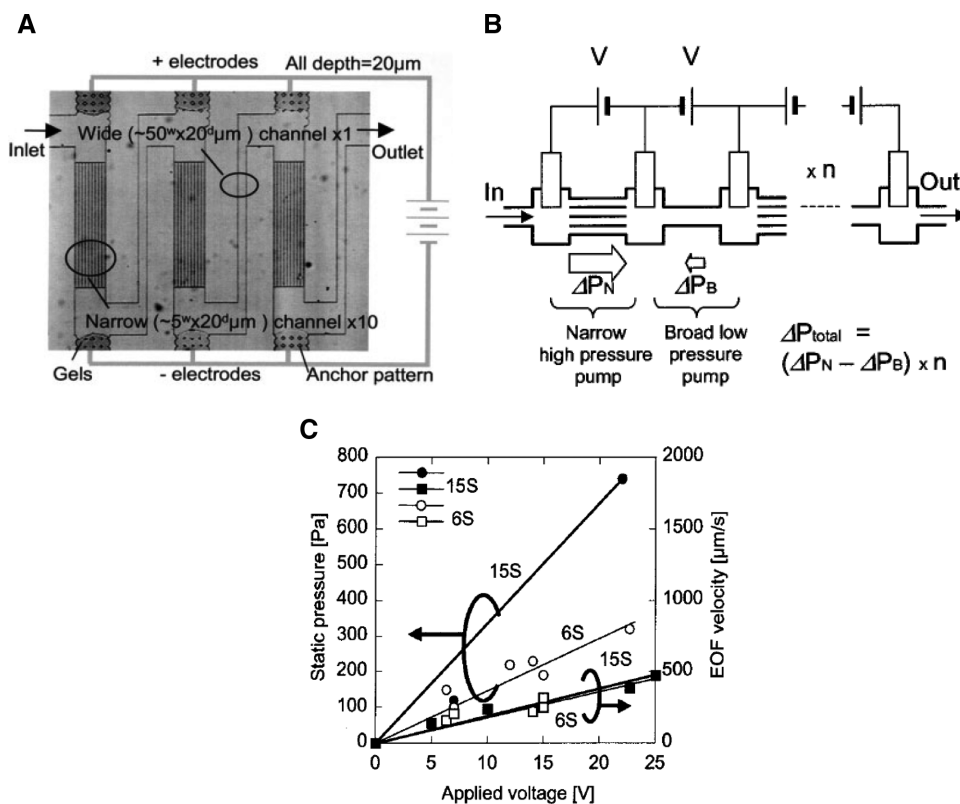 A
+ electrodes
All depth=20μm
Wide (~50ʷx20ᵈμm ) channel x1
Inlet
Outlet
Narrow (~5ʷx20ᵈμm ) channel x10
Gels
- electrodes
Anchor pattern
B
V V
x n
In
Out
ΔPN
ΔPB
Narrow
high pressure
pump
Broad low
pressure
pump
ΔPtotal =
(ΔPN − ΔPB) x n
C
Static pressure [Pa]
800
700
600
500
400
300
200
100
0
15S
6S
15S
6S
15S
6S
2000
1500
1000
500
0
EOF velocity [μm/s]
0 5 10 15 20 25
Applied voltage [V]